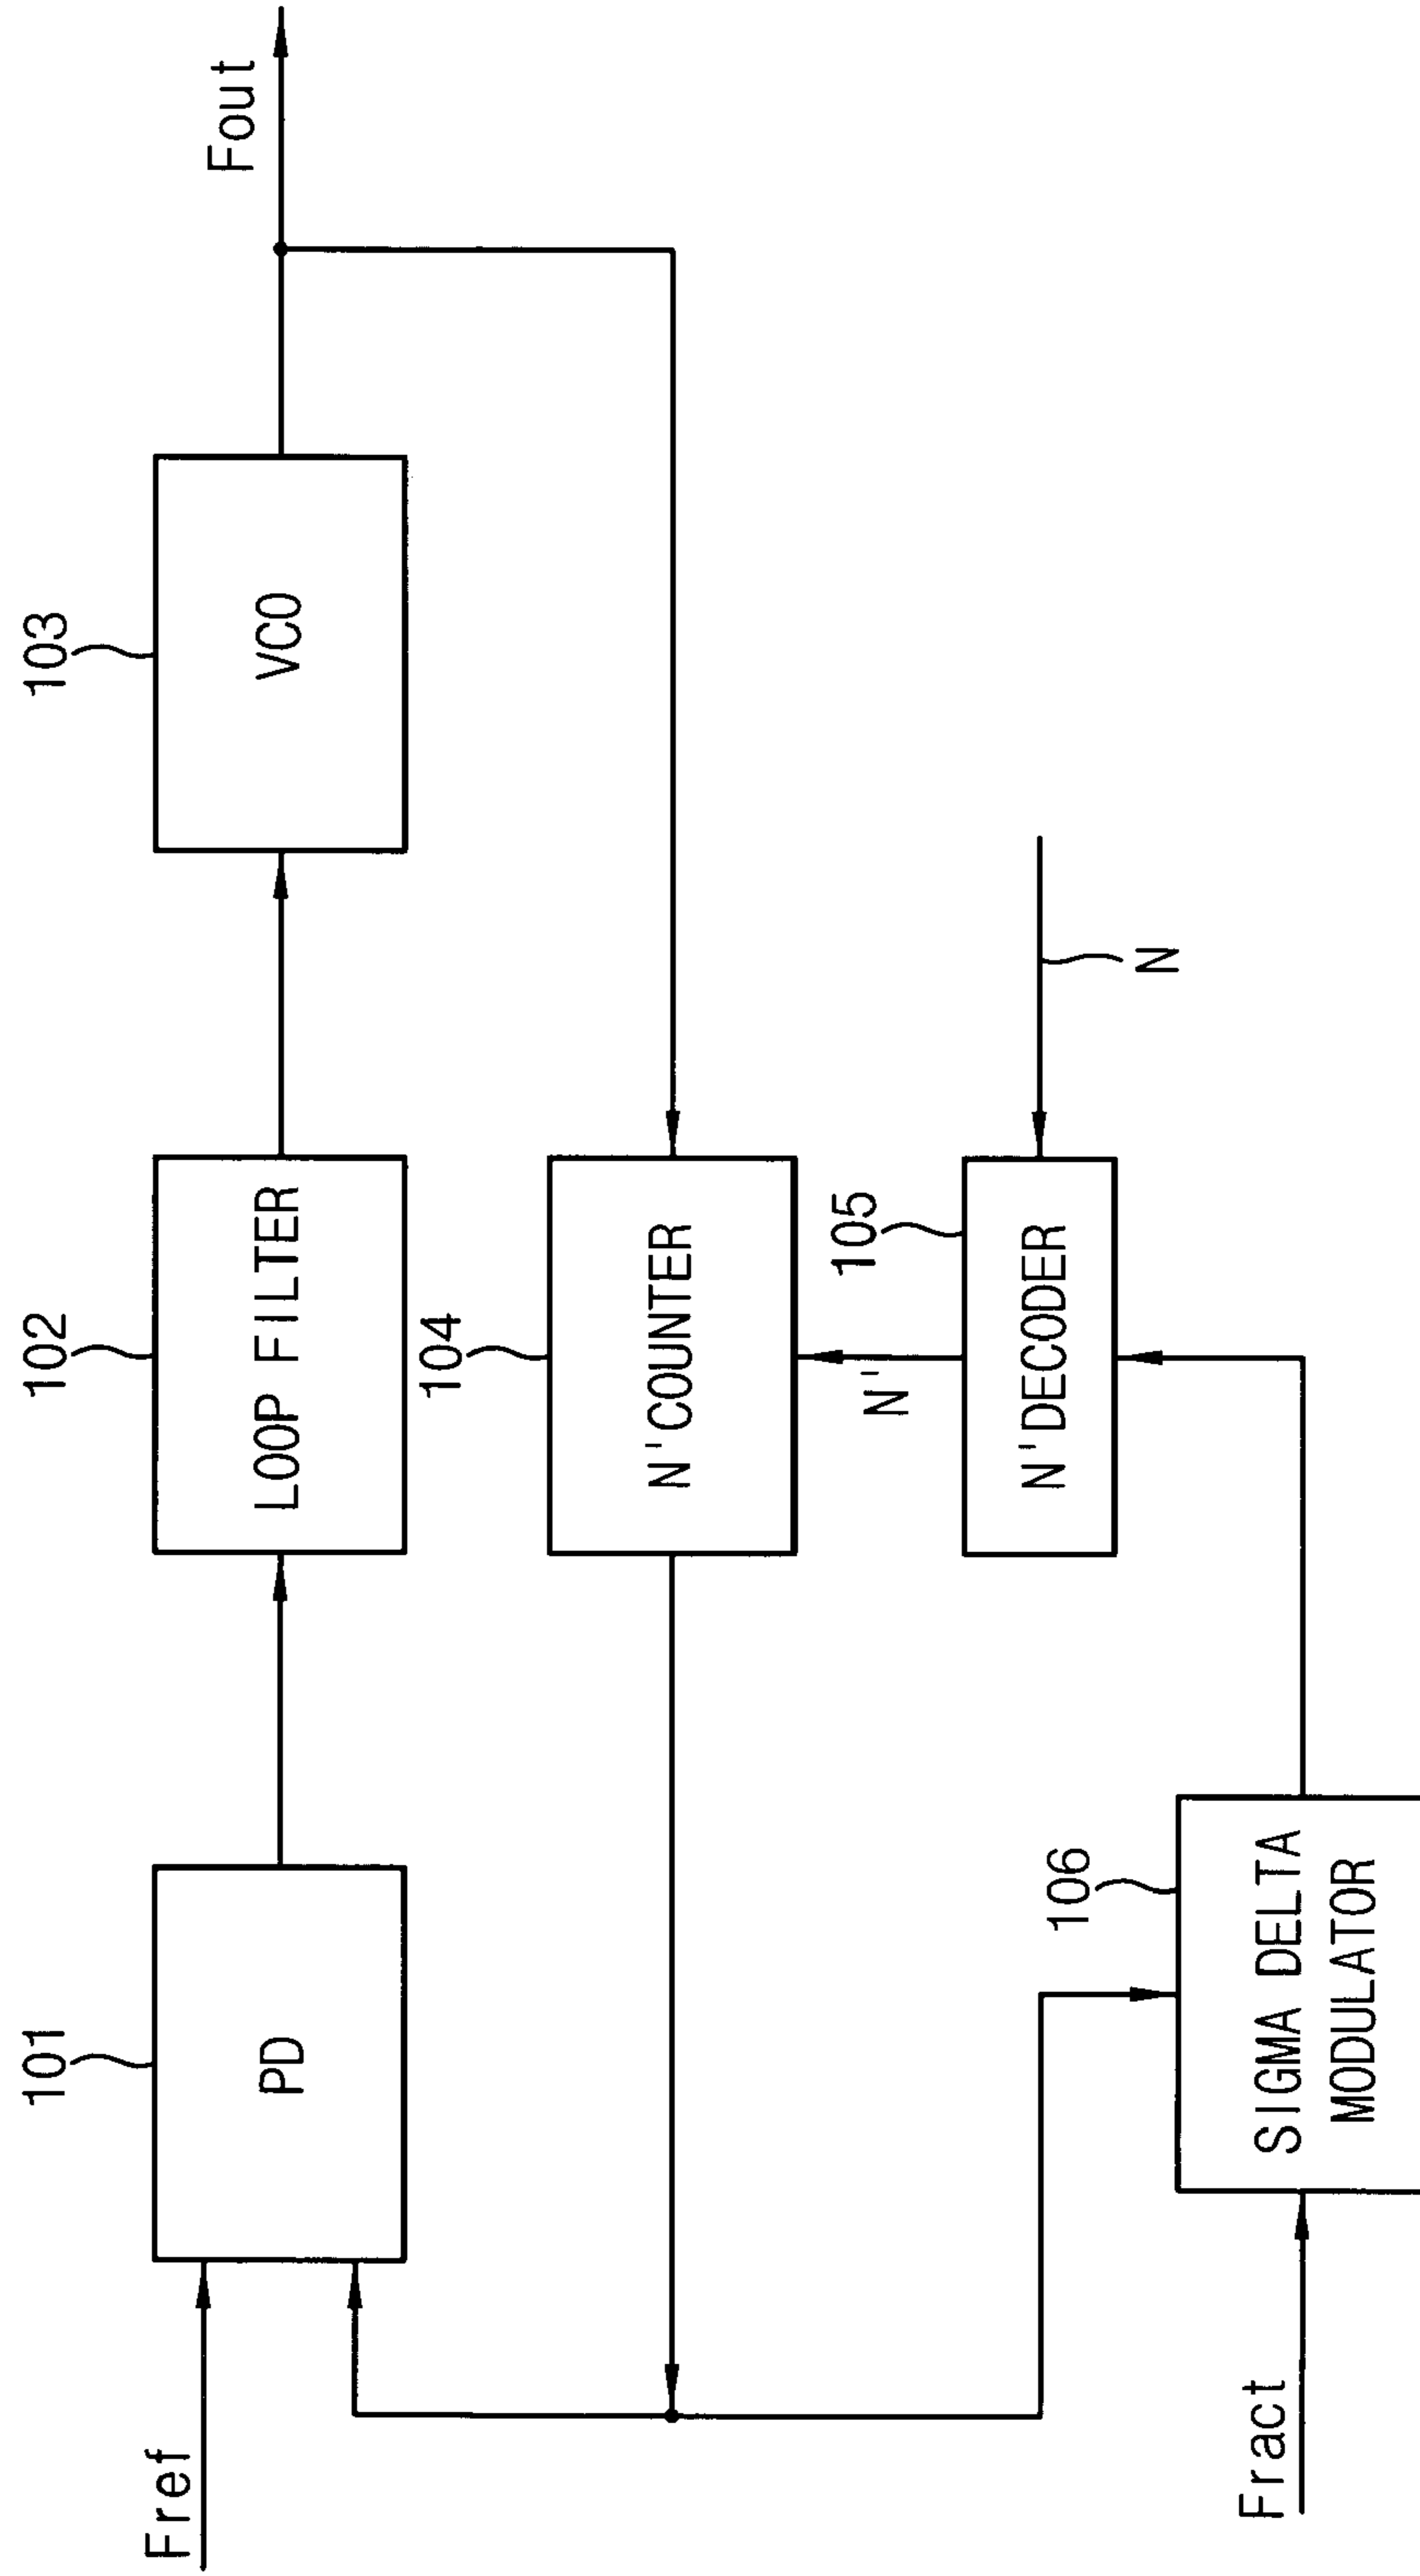 101
102
103
Fref
PD
LOOP FILTER
VCO
Fout
104
N'COUNTER
N'
105
N'DECODER
N
106
SIGMA DELTA
MODULATOR
Fract